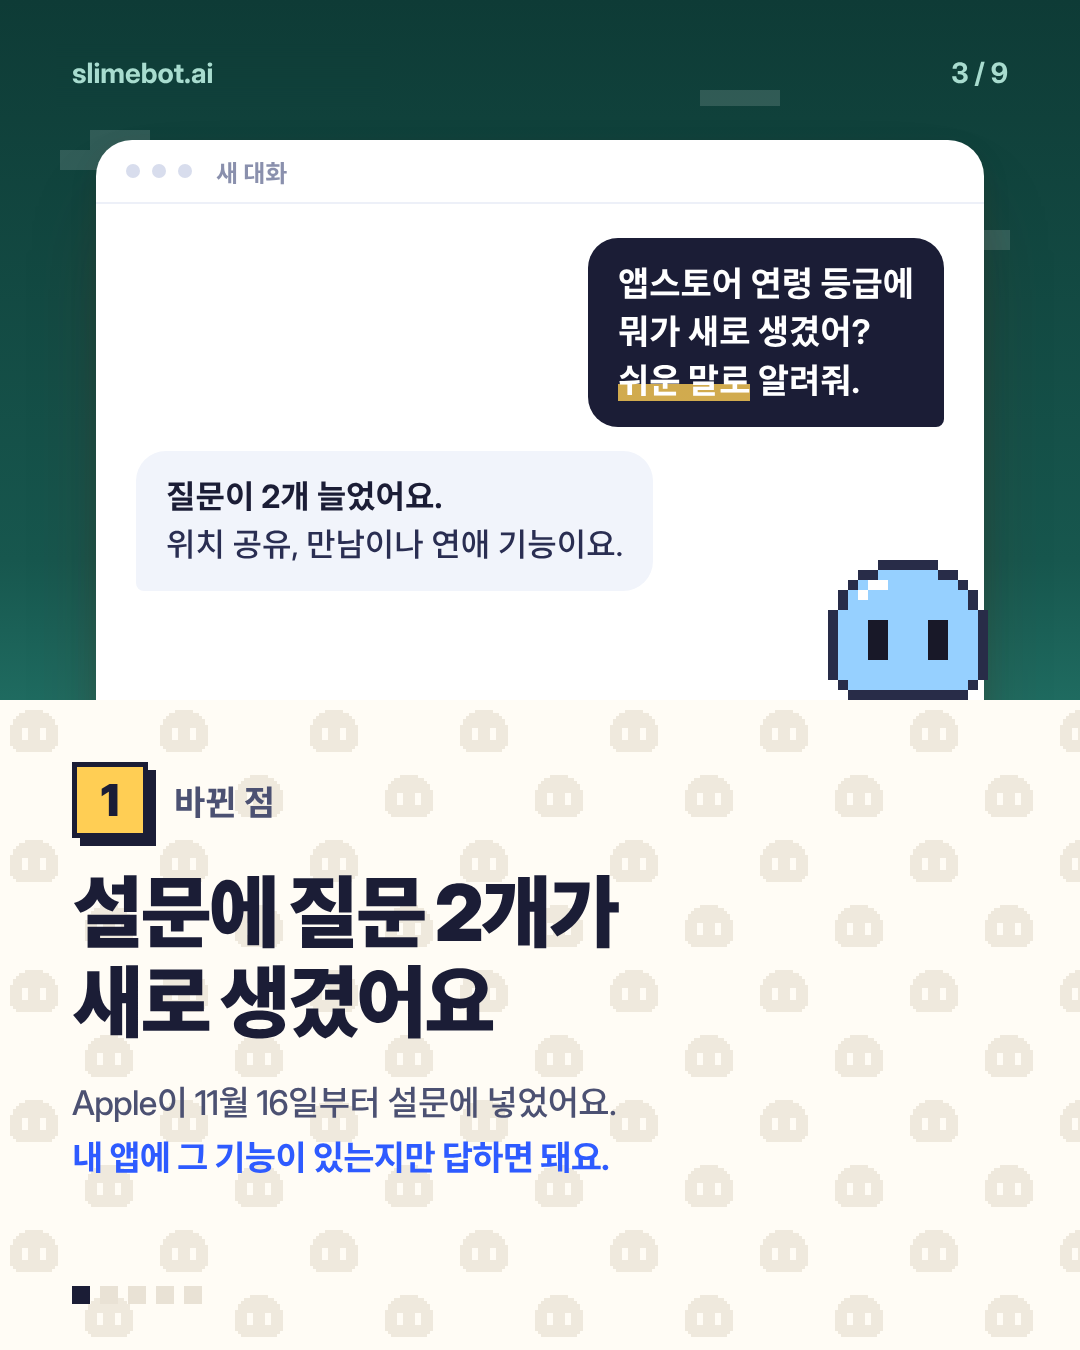 slimebot.ai
3 / 9
새 대화
앱스토어 연령 등급에
뭐가 새로 생겼어?
쉬운 말로 알려줘.
질문이 2개 늘었어요.
위치 공유, 만남이나 연애 기능이요.
1
바뀐 점
설문에 질문 2개가
새로 생겼어요
Apple이 11월 16일부터 설문에 넣었어요.
내 앱에 그 기능이 있는지만 답하면 돼요.